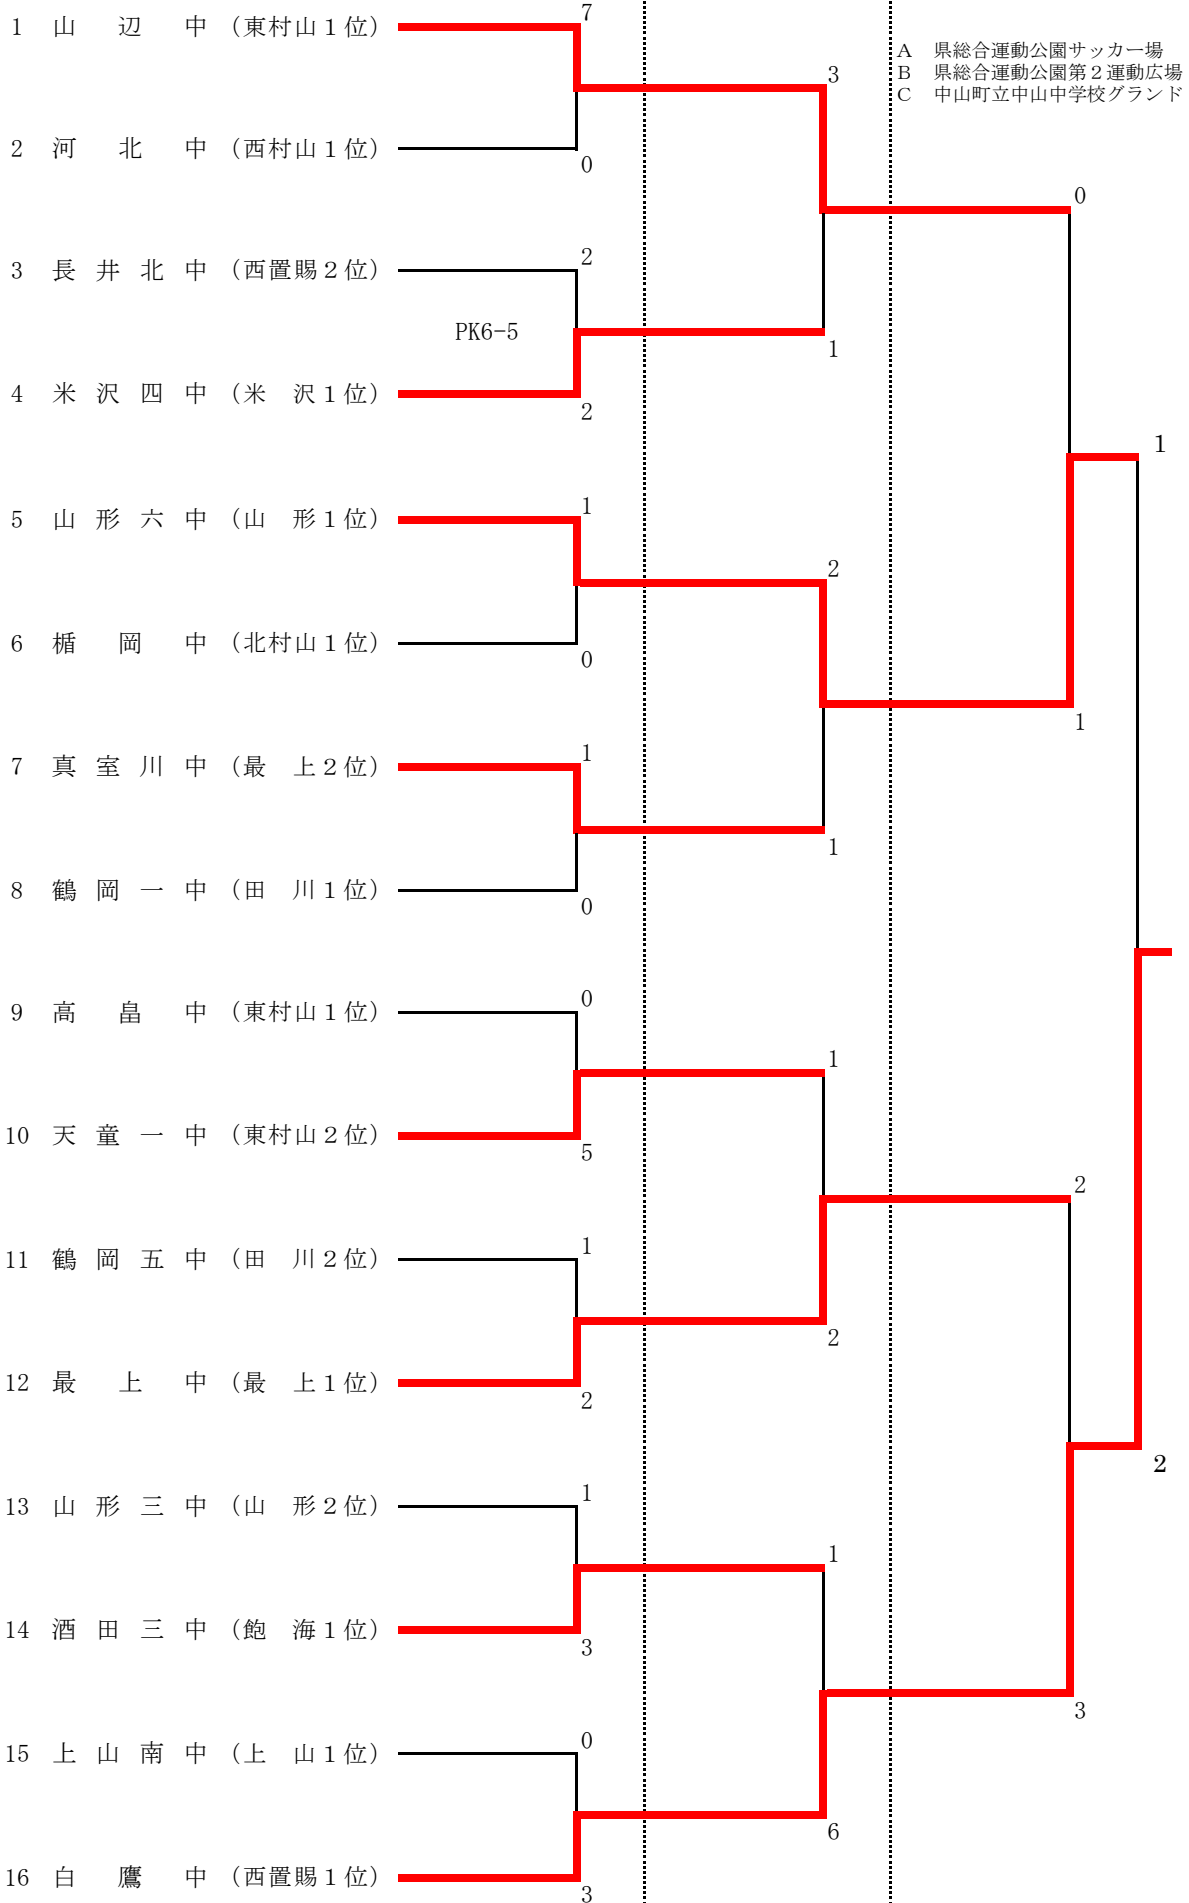 7
1 山 辺 中 (東村山1位)
A 県総合運動公園サッカー場
3
B 県総合運動公園第2運動広場
C 中山町立中山中学校グランド
2 河 北 中 (西村山1位)
0
0
2
3 長 井 北 中 (西置賜2位)
PK6-5
1
4 米 沢 四 中 (米 沢1位)
2
1
1
5 山 形 六 中 (山 形1位)
2
6 楯 岡 中 (北村山1位)
0
1
1
7 真 室 川 中 (最 上2位)
1
8 鶴 岡 一 中 (田 川1位)
0
0
9 高 畠 中 (東村山1位)
1
10 天 童 一 中 (東村山2位)
5
2
1
11 鶴 岡 五 中 (田 川2位)
2
12 最 上 中 (最 上1位)
2
2
1
13 山 形 三 中 (山 形2位)
1
14 酒 田 三 中 (飽 海1位)
3
3
0
15 上 山 南 中 (上 山1位)
6
16 白 鷹 中 (西置賜1位)
3